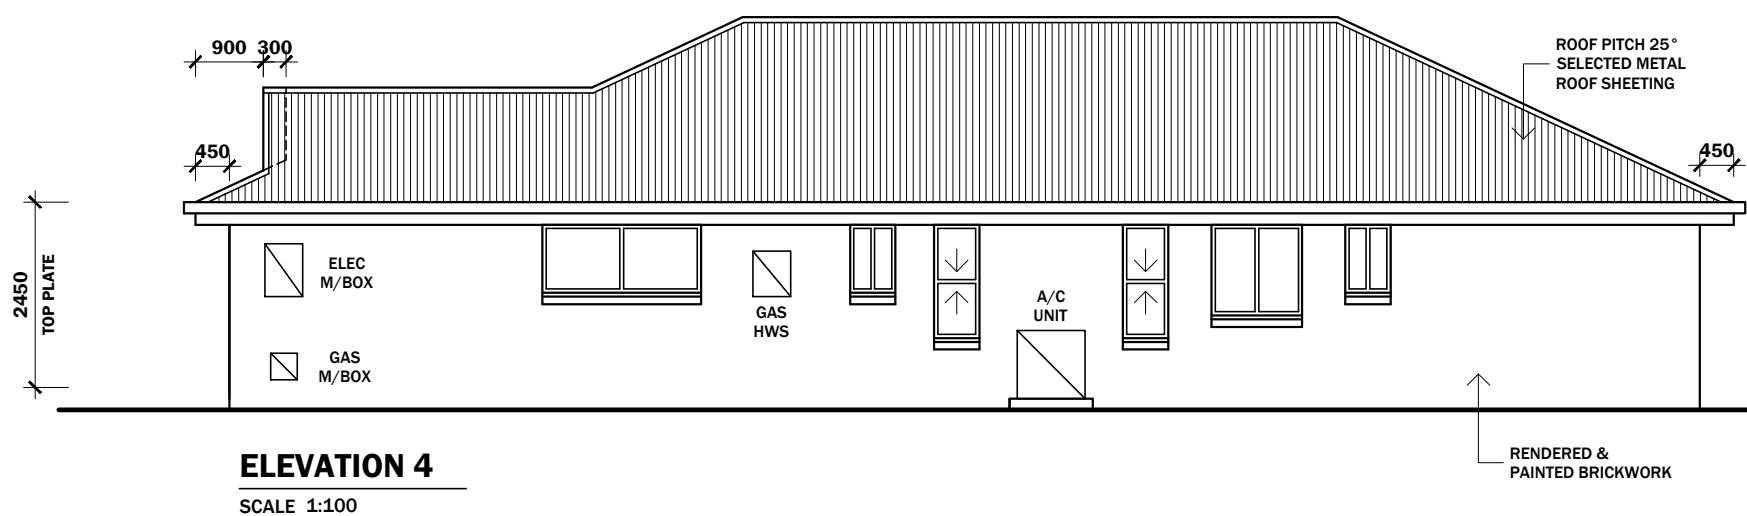 900 300
ROOF PITCH 25°
SELECTED METAL
ROOF SHEETING
450
450
2450
TOP PLATE
ELEC
M/BOX
GAS
M/BOX
GAS
HWS
A/C
UNIT
RENDERED &
PAINTED BRICKWORK
ELEVATION 4
SCALE 1:100